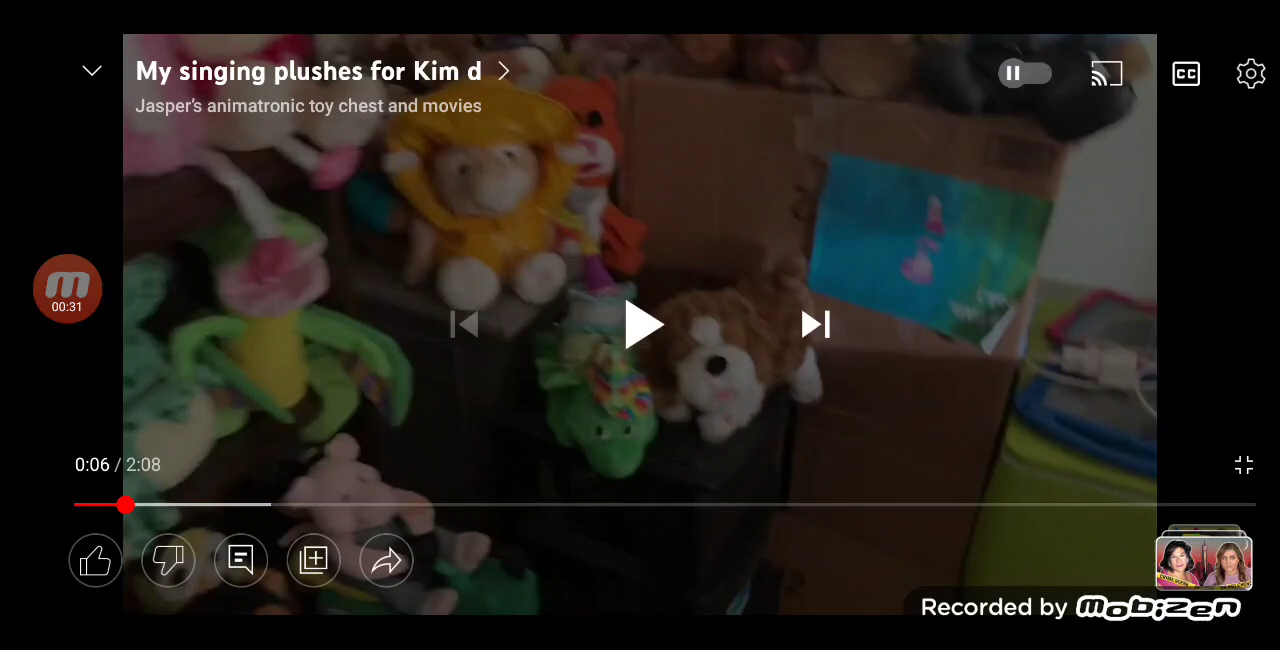 My singing plushes for Kim d
Jasper's animatronic toy chest and movies
CC
m
00:31
0:06 / 2:08
Recorded by mobizen